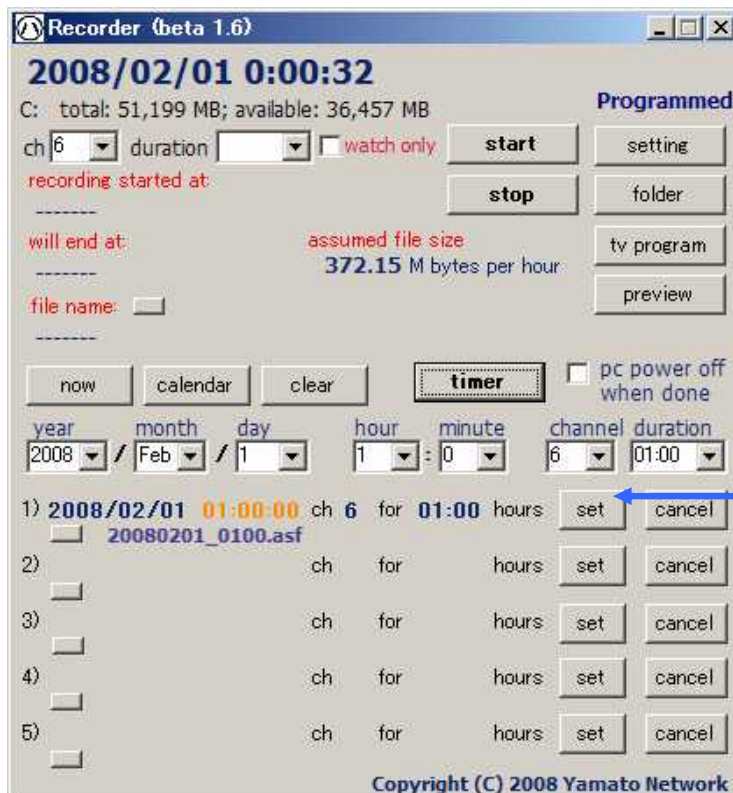 Recorder (beta 1.6)
2008/02/01 0:00:32
C: total: 51,199 MB; available: 36,457 MB
Programmed
ch 6 duration watch only start setting
recording started at:
-------
stop folder
will end at:
-------
assumed file size
372.15 M bytes per hour
tv program
file name:
-------
preview
now calendar clear timer pc power off when done
year month day hour minute channel duration
2008 / Feb / 1 1 : 0 6 01:00
1) 2008/02/01 01:00:00 ch 6 for 01:00 hours set cancel
20080201_0100.asf
2) ch for hours set cancel
3) ch for hours set cancel
4) ch for hours set cancel
5) ch for hours set cancel
Copyright (C) 2008 Yamato Network